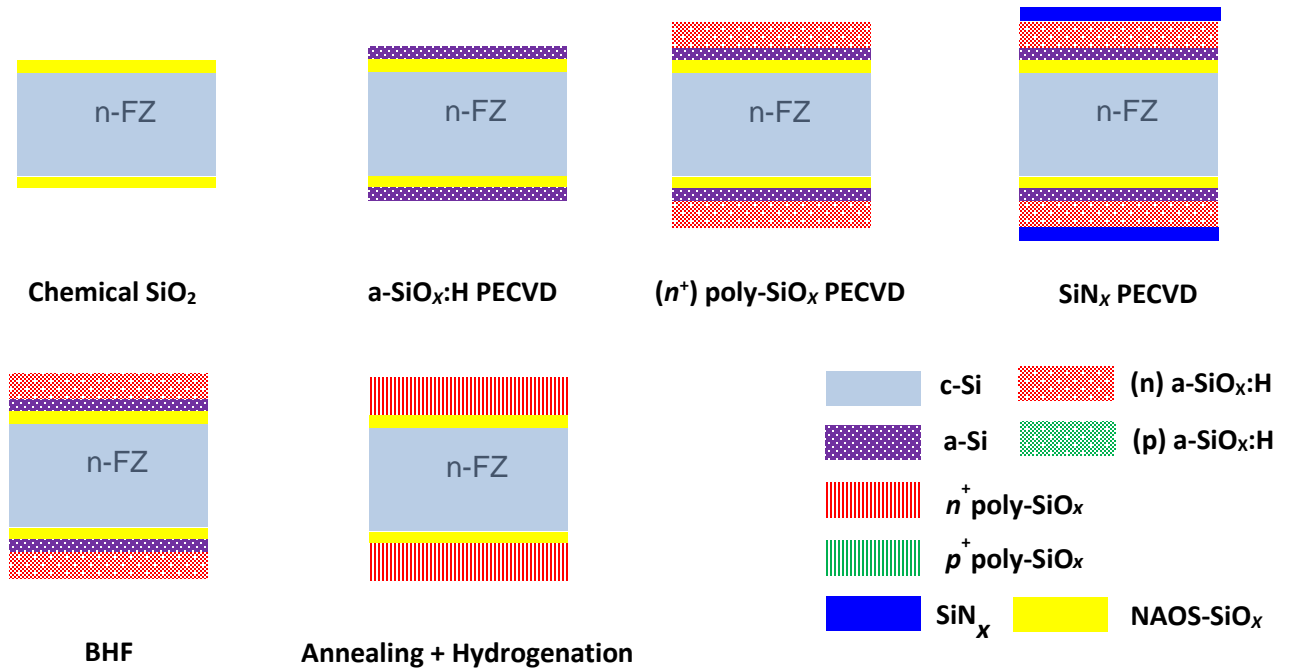 n-FZ
n-FZ
n-FZ
n-FZ
Chemical SiO₂
a-SiOₓ:H PECVD
(n⁺) poly-SiOₓ PECVD
SiNₓ PECVD
n-FZ
n-FZ
BHF
Annealing + Hydrogenation
c-Si
(n) a-SiOₓ:H
a-Si
(p) a-SiOₓ:H
n⁺poly-SiOₓ
p⁺poly-SiOₓ
SiNₓ
NAOS-SiOₓ